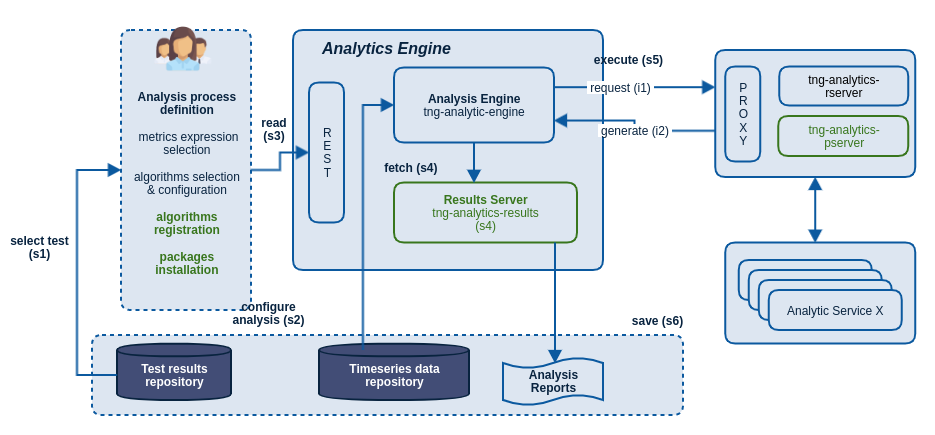 Analytics Engine
Analysis process
definition
metrics expression
selection
algorithms selection
& configuration
algorithms
registration
packages
installation
read
(s3)
R
E
S
T
Analysis Engine
tng-analytic-engine
fetch (s4)
Results Server
tng-analytics-results
(s4)
execute (s5)
request (i1)
generate (i2)
P
R
O
X
Y
tng-analytics-
rserver
tng-analytics-
pserver
Analytic Service X
select test
(s1)
configure
analysis (s2)
save (s6)
Test results
repository
Timeseries data
repository
Analysis
Reports